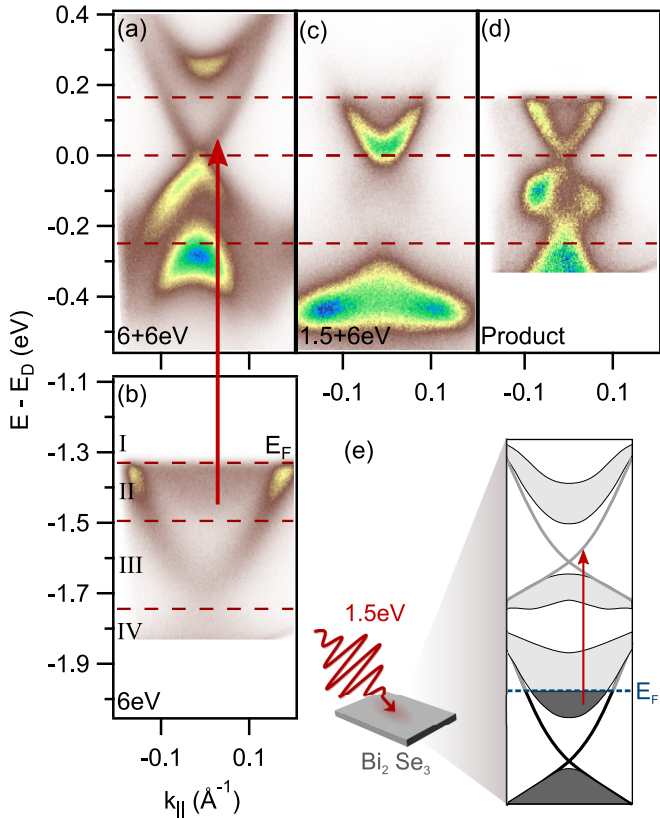 (a)
(c)
(d)
0.4
0.2
0.0
-0.2
-0.4
6+6eV
1.5+6eV
Product
E - E_D (eV)
-0.1
0.1
-0.1
0.1
-1.1
-1.3
-1.5
-1.7
-1.9
(b)
I
E_F
II
III
IV
6eV
-0.1
0.1
k_|| (Å⁻¹)
(e)
1.5eV
Bi₂ Se₃
E_F